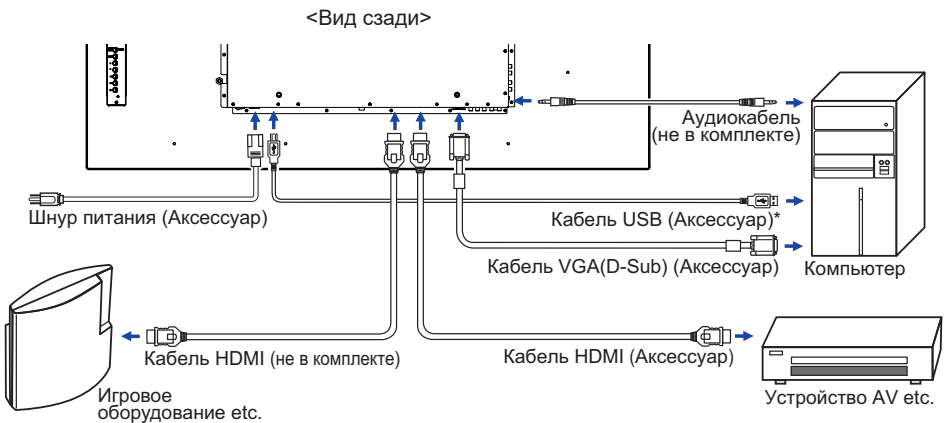 <Вид сзади>
Аудиокабель
(не в комплекте)
Шнур питания (Аксессуар)
Кабель USB (Аксессуар)*
Кабель VGA(D-Sub) (Аксессуар)
Компьютер
Кабель HDMI (не в комплекте)
Кабель HDMI (Аксессуар)
Игровое
оборудование etc.
Устройство AV etc.